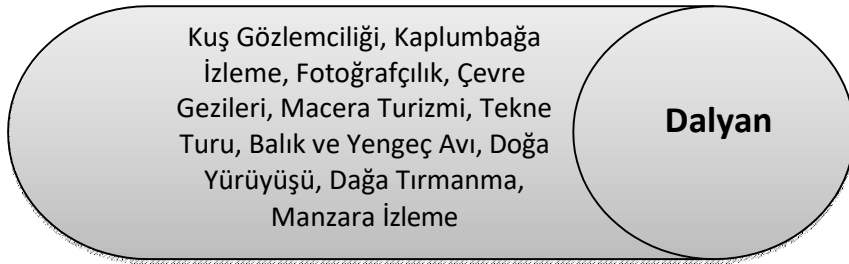 Kuş Gözlemciliği, Kaplumbağa
İzleme, Fotoğrafçılık, Çevre
Gezileri, Macera Turizmi, Tekne
Turu, Balık ve Yengeç Avı, Doğa
Yürüyüşü, Dağa Tırmanma,
Manzara İzleme
Dalyan